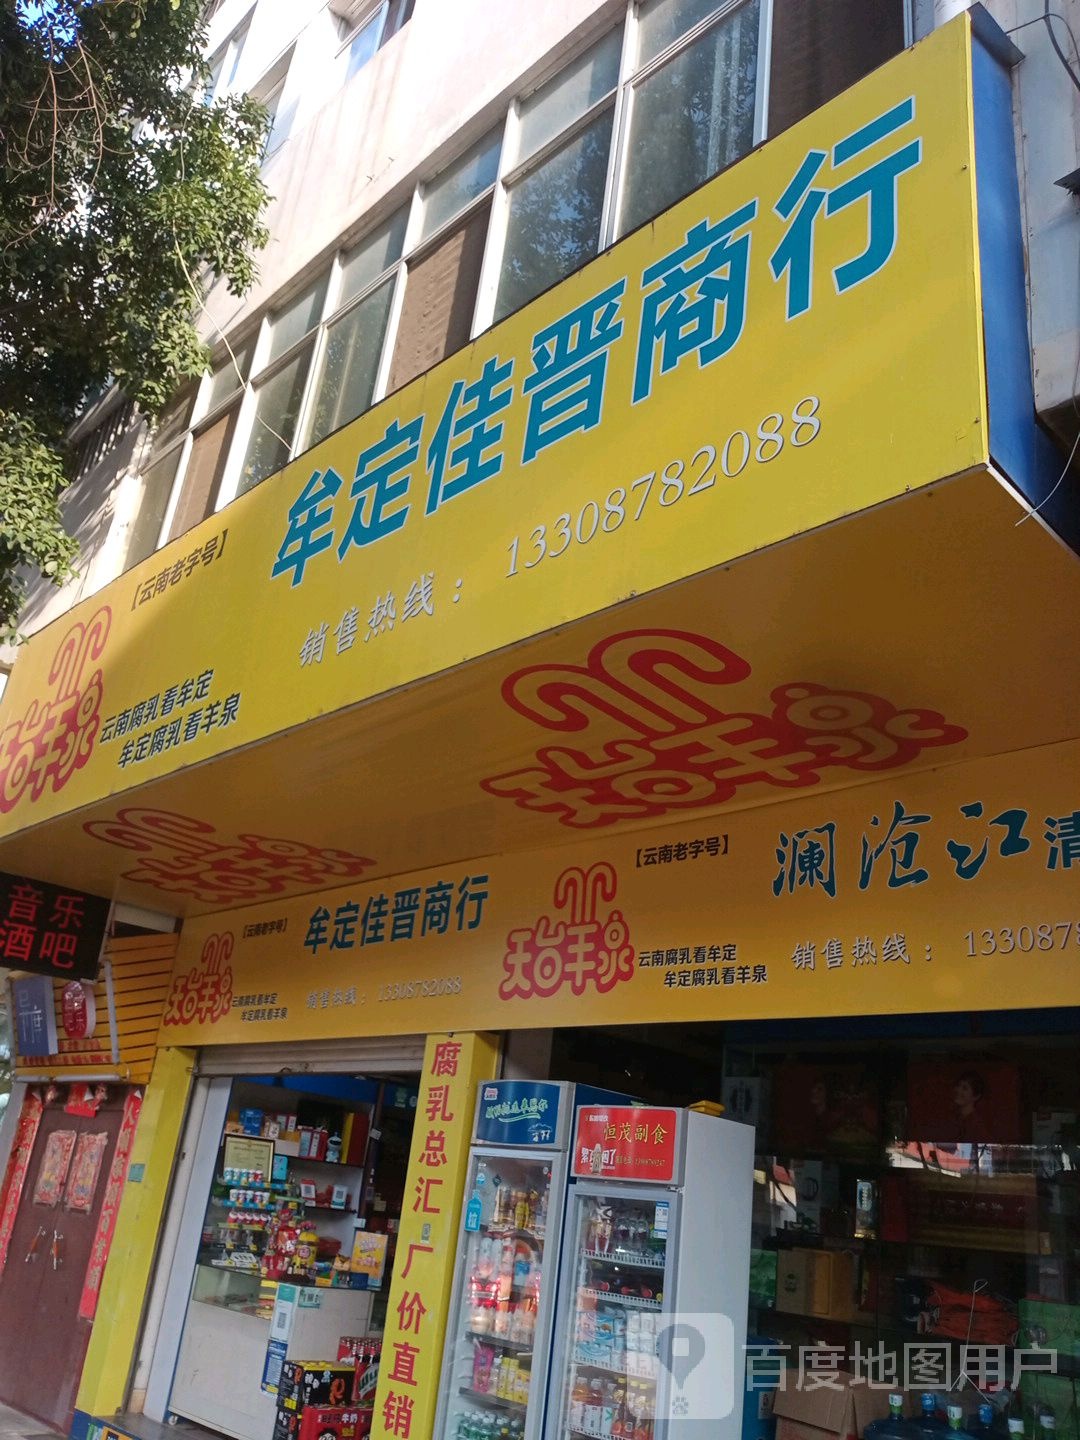 牟定佳晋商行
【云南老字号】
销售热线：13308782088
天台羊泉
云南腐乳看牟定
牟定腐乳看羊泉
天台羊泉
天台羊泉
音乐
酒吧
【云南老字号】
牟定佳晋商行
天台羊泉
云南腐乳看牟定
牟定腐乳看羊泉
销售热线：13308782088
【云南老字号】
天台羊泉
云南腐乳看牟定
牟定腐乳看羊泉
澜沧江清
销售热线：133087
腐乳总汇厂价直销
恒茂副食
百度地图用户